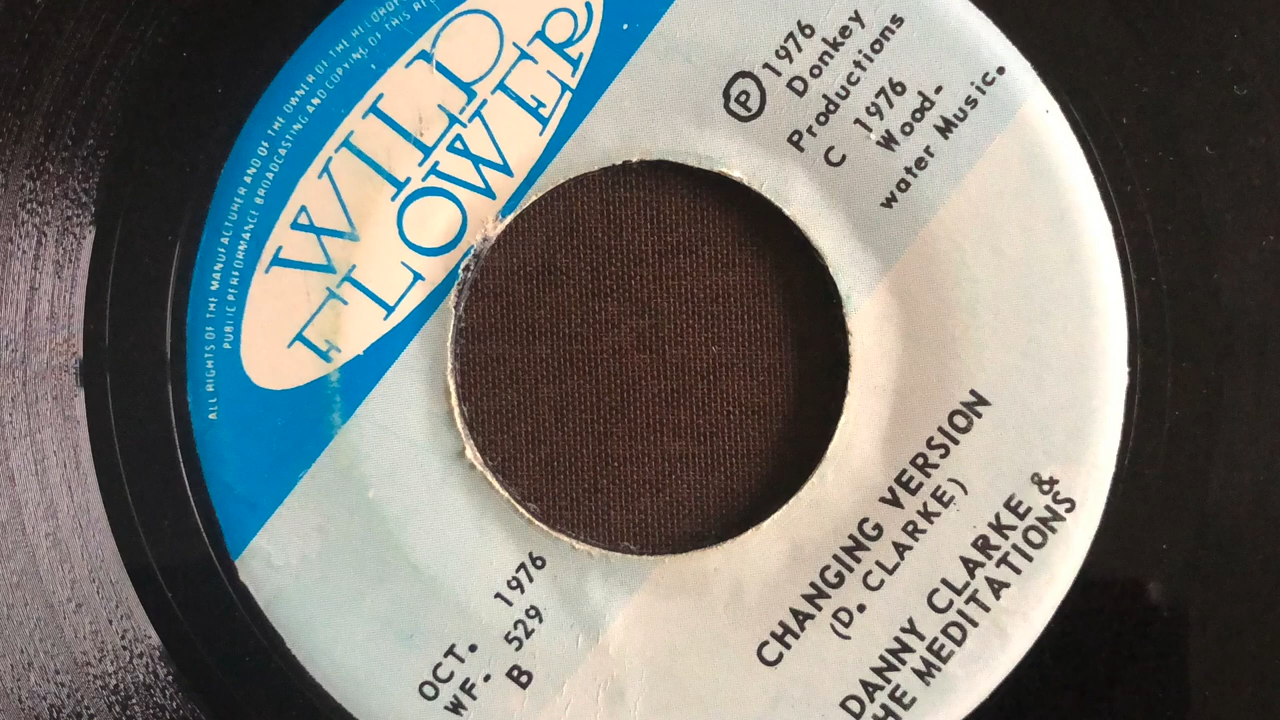 ALL RIGHTS OF THE MANUFACTURER AND OF THE OWNER OF THE RECORDED
PUBLIC PERFORMANCE BROADCASTING AND COPYING OF THIS
WILD
FLOWER
Ⓟ 1976
Donkey
Productions
C 1976
Wood-
water Music.
CHANGING VERSION
(D. CLARKE)
DANNY CLARKE &
HE MEDITATIONS
OCT. 1976
WF. 529
B